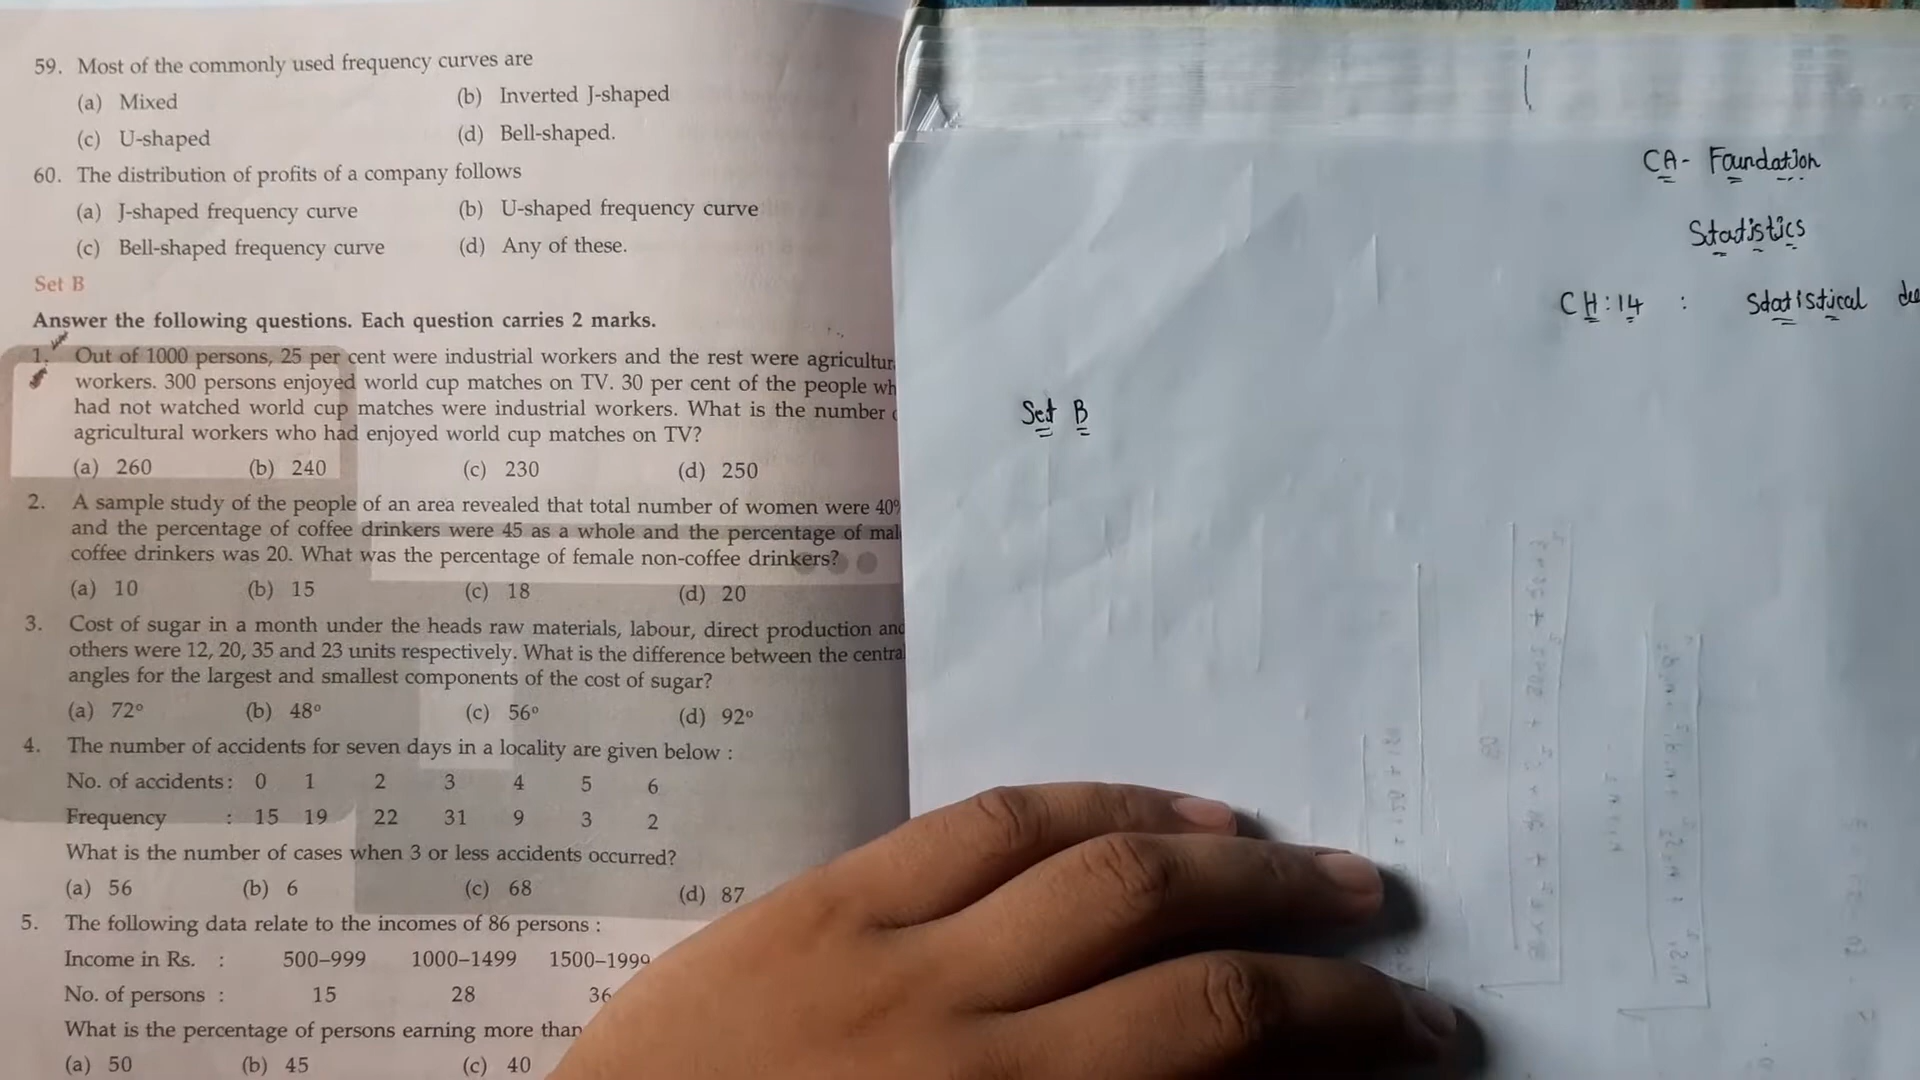 59. Most of the commonly used frequency curves are
(a) Mixed (b) Inverted J-shaped
(c) U-shaped (d) Bell-shaped.
60. The distribution of profits of a company follows
(a) J-shaped frequency curve (b) U-shaped frequency curve
(c) Bell-shaped frequency curve (d) Any of these.
Set B
Answer the following questions. Each question carries 2 marks.
1. Out of 1000 persons, 25 per cent were industrial workers and the rest were agricultur
workers. 300 persons enjoyed world cup matches on TV. 30 per cent of the people wh
had not watched world cup matches were industrial workers. What is the number
agricultural workers who had enjoyed world cup matches on TV?
(a) 260 (b) 240 (c) 230 (d) 250
2. A sample study of the people of an area revealed that total number of women were 40%
and the percentage of coffee drinkers were 45 as a whole and the percentage of mal
coffee drinkers was 20. What was the percentage of female non-coffee drinkers?
(a) 10 (b) 15 (c) 18 (d) 20
3. Cost of sugar in a month under the heads raw materials, labour, direct production and
others were 12, 20, 35 and 23 units respectively. What is the difference between the centra
angles for the largest and smallest components of the cost of sugar?
(a) 72° (b) 48° (c) 56° (d) 92°
4. The number of accidents for seven days in a locality are given below :
No. of accidents : 0 1 2 3 4 5 6
Frequency : 15 19 22 31 9 3 2
What is the number of cases when 3 or less accidents occurred?
(a) 56 (b) 6 (c) 68 (d) 87
5. The following data relate to the incomes of 86 persons :
Income in Rs. : 500–999 1000–1499 1500–1999
No. of persons : 15 28 36
What is the percentage of persons earning more than
(a) 50 (b) 45 (c) 40
CA- Foundation
Statistics
CH:14 : Statistical
Set B